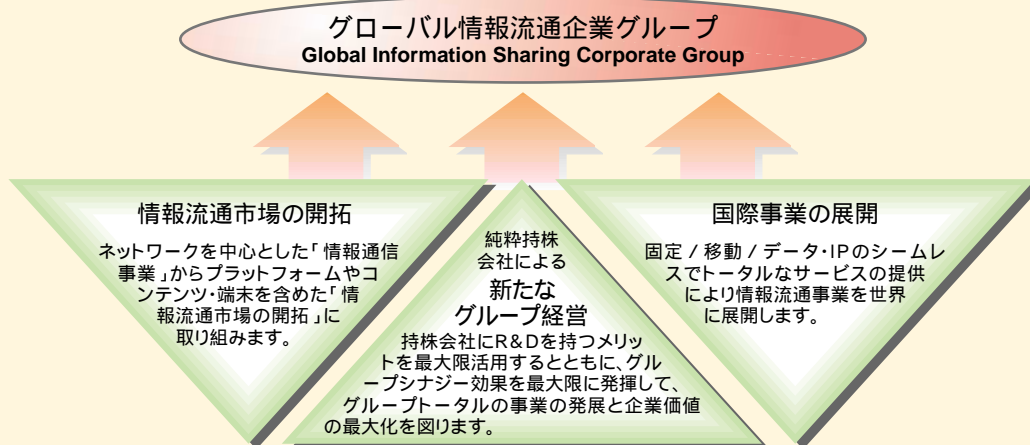 グローバル情報流通企業グループ
Global Information Sharing Corporate Group
情報流通市場の開拓
ネットワークを中心とした「情報通信
事業」からプラットフォームやコ
ンテンツ・端末を含めた「情
報流通市場の開拓」に
取り組みます。
純粋持株
会社による
新たな
グループ経営
持株会社にR&Dを持つメリッ
トを最大限活用するとともに、グル
ープシナジー効果を最大限に発揮して、
グループトータルの事業の発展と企業価値
の最大化を図ります。
国際事業の展開
固定/移動/データ・IPのシームレ
スでトータルなサービスの提供
により情報流通事業を世界
に展開します。